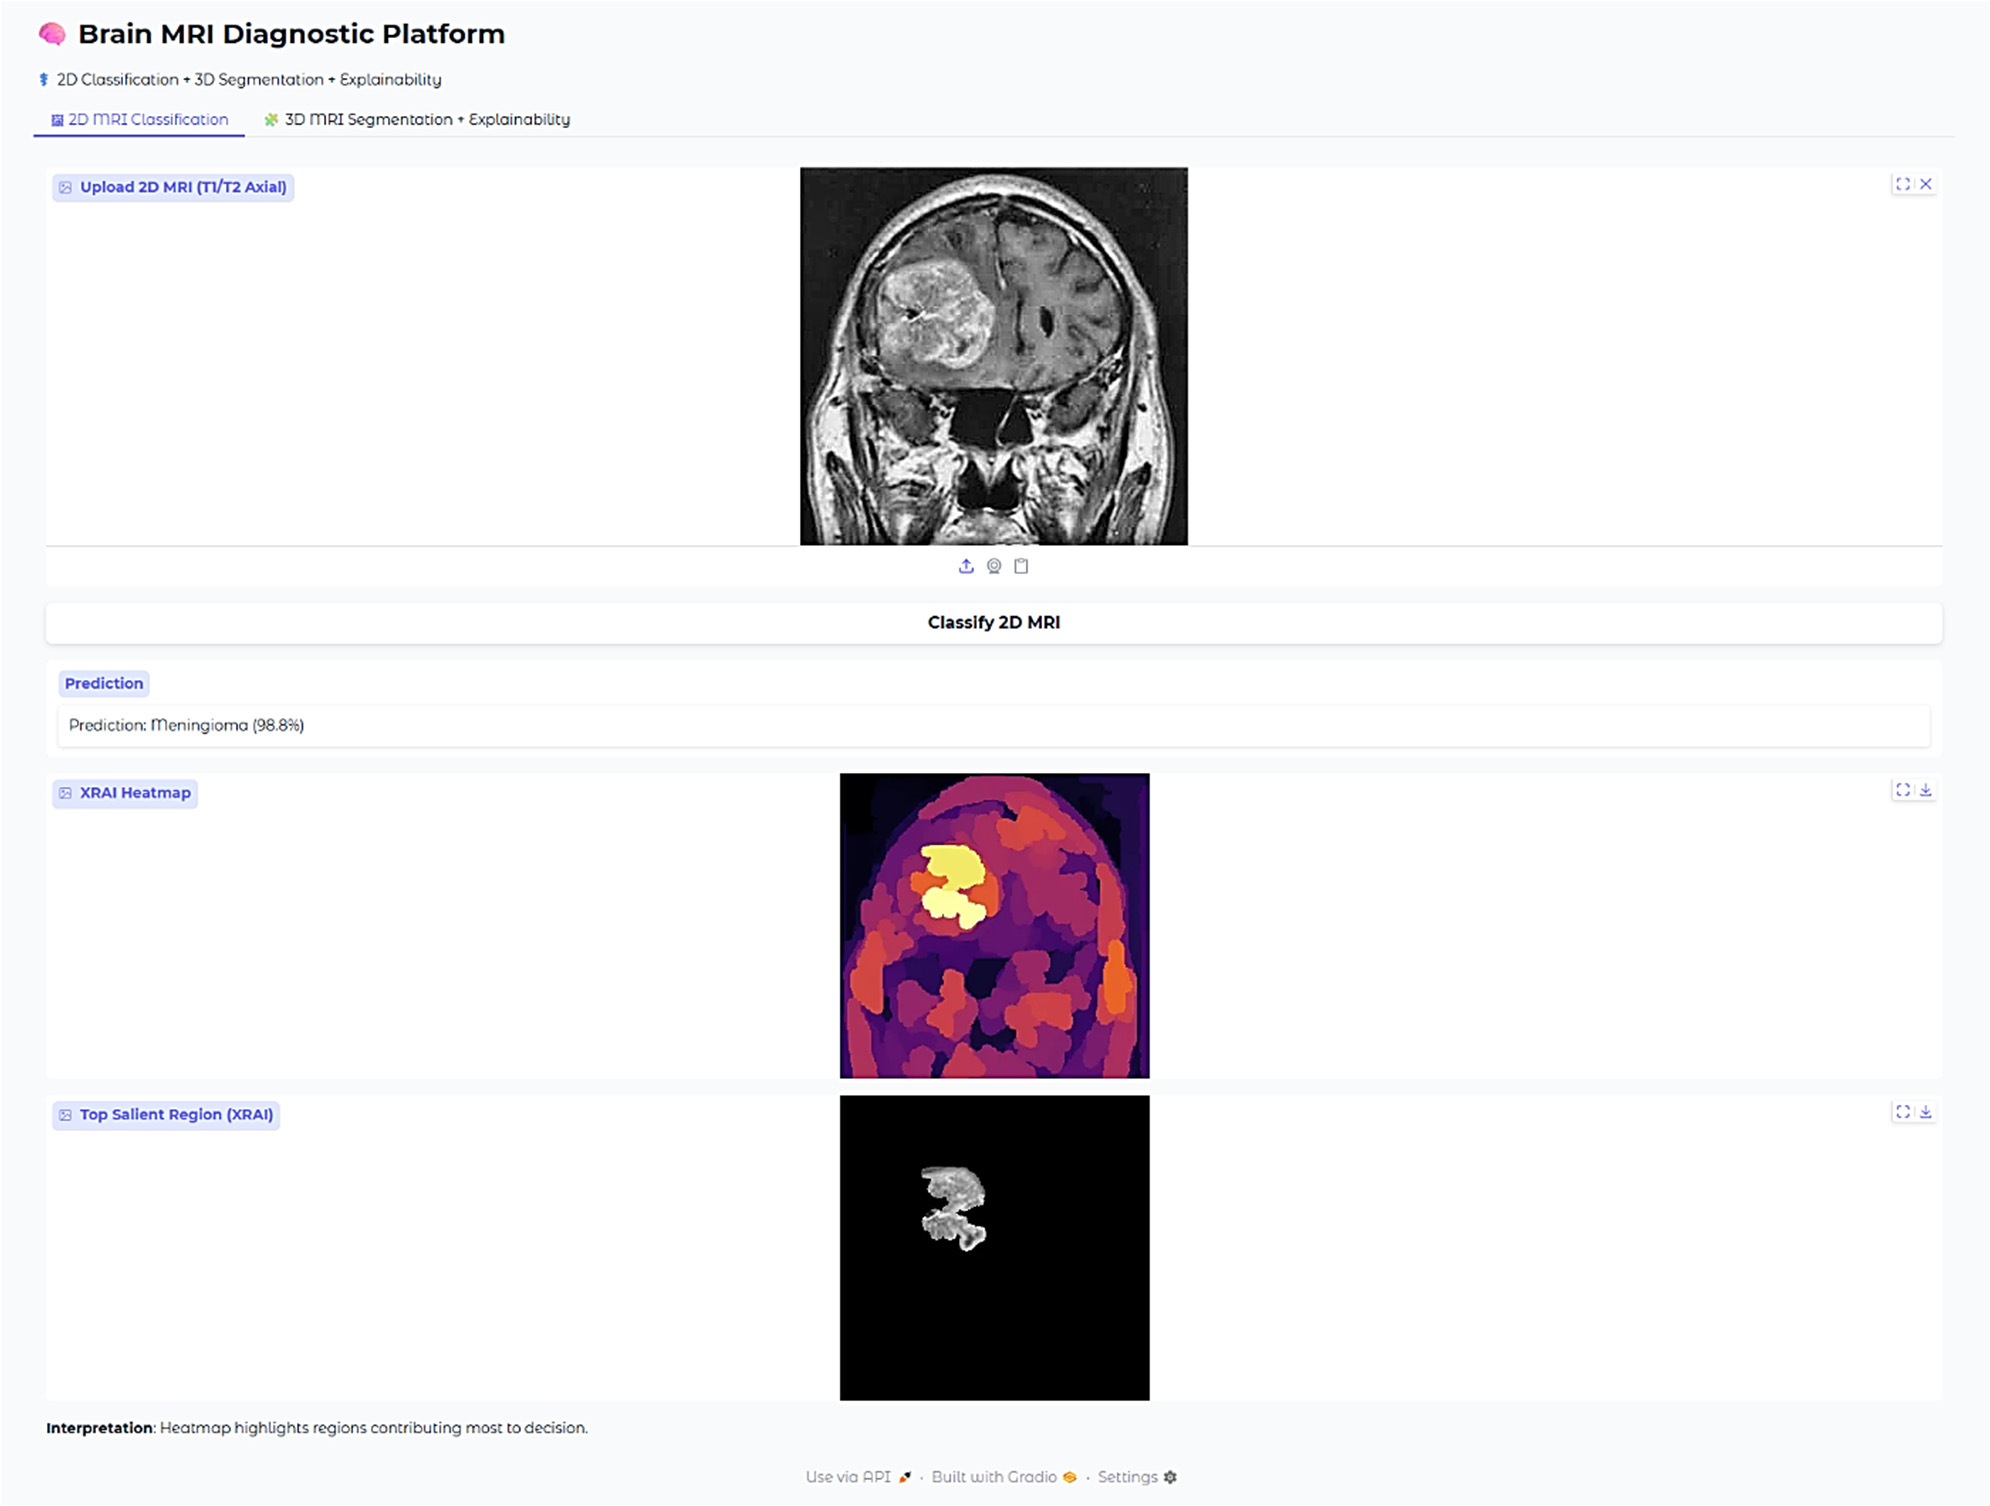 Brain MRI Diagnostic Platform
2D Classification + 3D Segmentation + Explainability
2D MRI Classification
3D MRI Segmentation + Explainability
Upload 2D MRI (T1/T2 Axial)
Classify 2D MRI
Prediction
Prediction: Meningioma (98.8%)
XRAI Heatmap
Top Salient Region (XRAI)
Interpretation: Heatmap highlights regions contributing most to decision.
Use via API · Built with Gradio · Settings